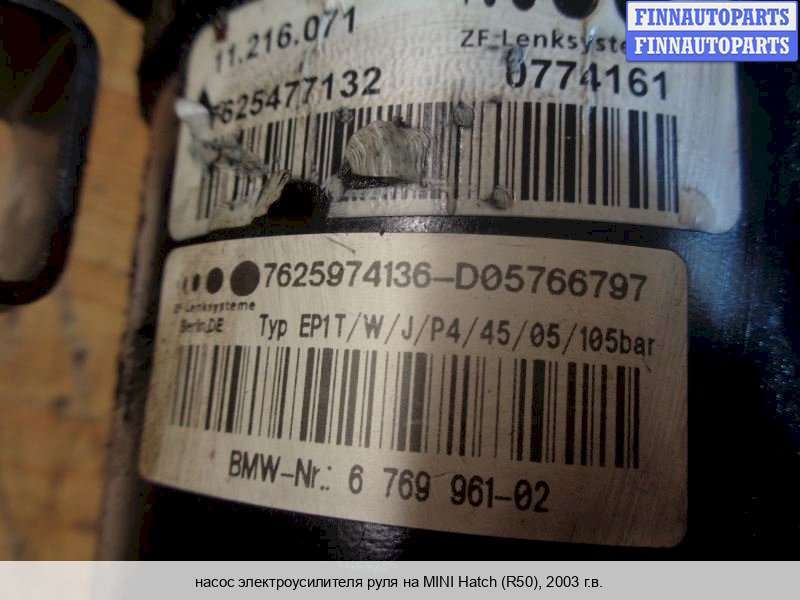 FINNAUTOPARTS
FINNAUTOPARTS
11.216.071
ZF-Lenksysteme
7625477132
0774161
7625974136-D05766797
ZF-Lenksysteme
Berlin,DE
Typ EP1T/W/J/P4/45/05/105bar
BMW-Nr.: 6 769 961-02
насос электроусилителя руля на MINI Hatch (R50), 2003 г.в.